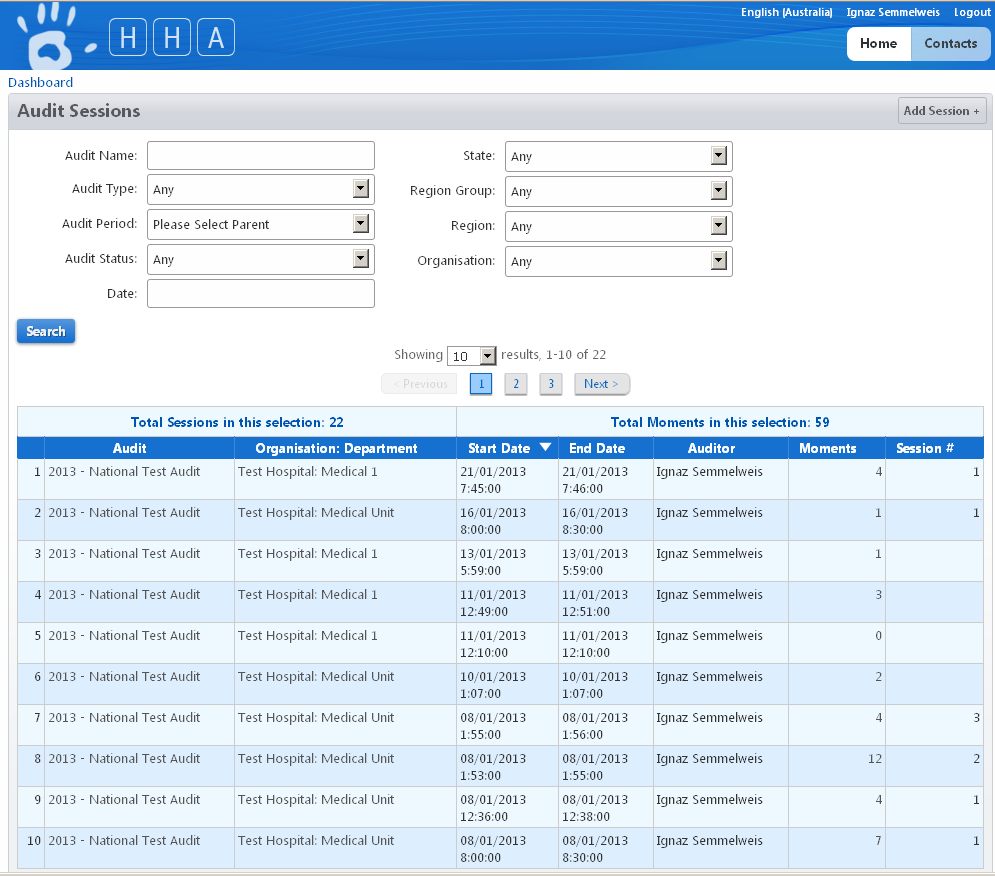 English (Australia) Ignaz Semmelweis Logout
H H A
Home Contacts
Dashboard
Audit Sessions Add Session +
Audit Name: State: Any
Audit Type: Any Region Group: Any
Audit Period: Please Select Parent Region: Any
Audit Status: Any Organisation: Any
Date:
Search
Showing 10 results, 1-10 of 22
< Previous 1 2 3 Next >
Total Sessions in this selection: 22 Total Moments in this selection: 59
Audit Organisation: Department Start Date End Date Auditor Moments Session #
1 2013 - National Test Audit Test Hospital: Medical 1 21/01/2013 21/01/2013 Ignaz Semmelweis 4 1
7:45:00 7:46:00
2 2013 - National Test Audit Test Hospital: Medical Unit 16/01/2013 16/01/2013 Ignaz Semmelweis 1 1
8:00:00 8:30:00
3 2013 - National Test Audit Test Hospital: Medical 1 13/01/2013 13/01/2013 Ignaz Semmelweis 1
5:59:00 5:59:00
4 2013 - National Test Audit Test Hospital: Medical 1 11/01/2013 11/01/2013 Ignaz Semmelweis 3
12:49:00 12:51:00
5 2013 - National Test Audit Test Hospital: Medical 1 11/01/2013 11/01/2013 Ignaz Semmelweis 0
12:10:00 12:10:00
6 2013 - National Test Audit Test Hospital: Medical Unit 10/01/2013 10/01/2013 Ignaz Semmelweis 2
1:07:00 1:07:00
7 2013 - National Test Audit Test Hospital: Medical Unit 08/01/2013 08/01/2013 Ignaz Semmelweis 4 3
1:55:00 1:56:00
8 2013 - National Test Audit Test Hospital: Medical Unit 08/01/2013 08/01/2013 Ignaz Semmelweis 12 2
1:53:00 1:55:00
9 2013 - National Test Audit Test Hospital: Medical Unit 08/01/2013 08/01/2013 Ignaz Semmelweis 4 1
12:36:00 12:38:00
10 2013 - National Test Audit Test Hospital: Medical Unit 08/01/2013 08/01/2013 Ignaz Semmelweis 7 1
8:00:00 8:30:00